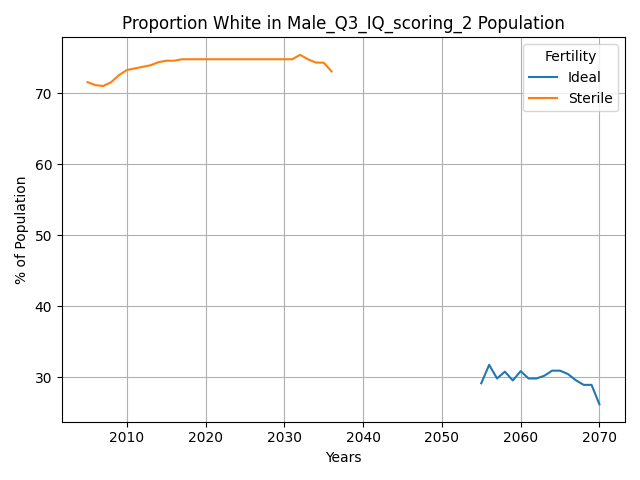 Proportion White in Male_Q3_IQ_scoring_2 Population
Fertility
Ideal
Sterile
% of Population
70
60
50
40
30
2010 2020 2030 2040 2050 2060 2070
Years